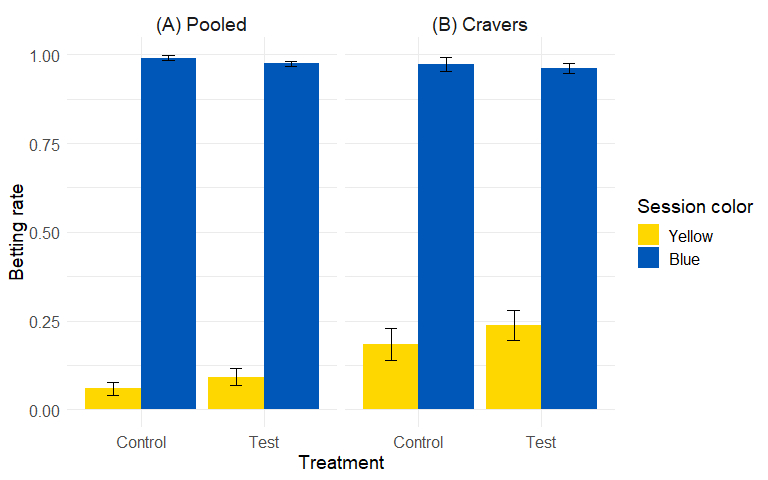 (A) Pooled
(B) Cravers
1.00
0.75
0.50
0.25
0.00
Betting rate
Control
Test
Control
Test
Treatment
Session color
Yellow
Blue